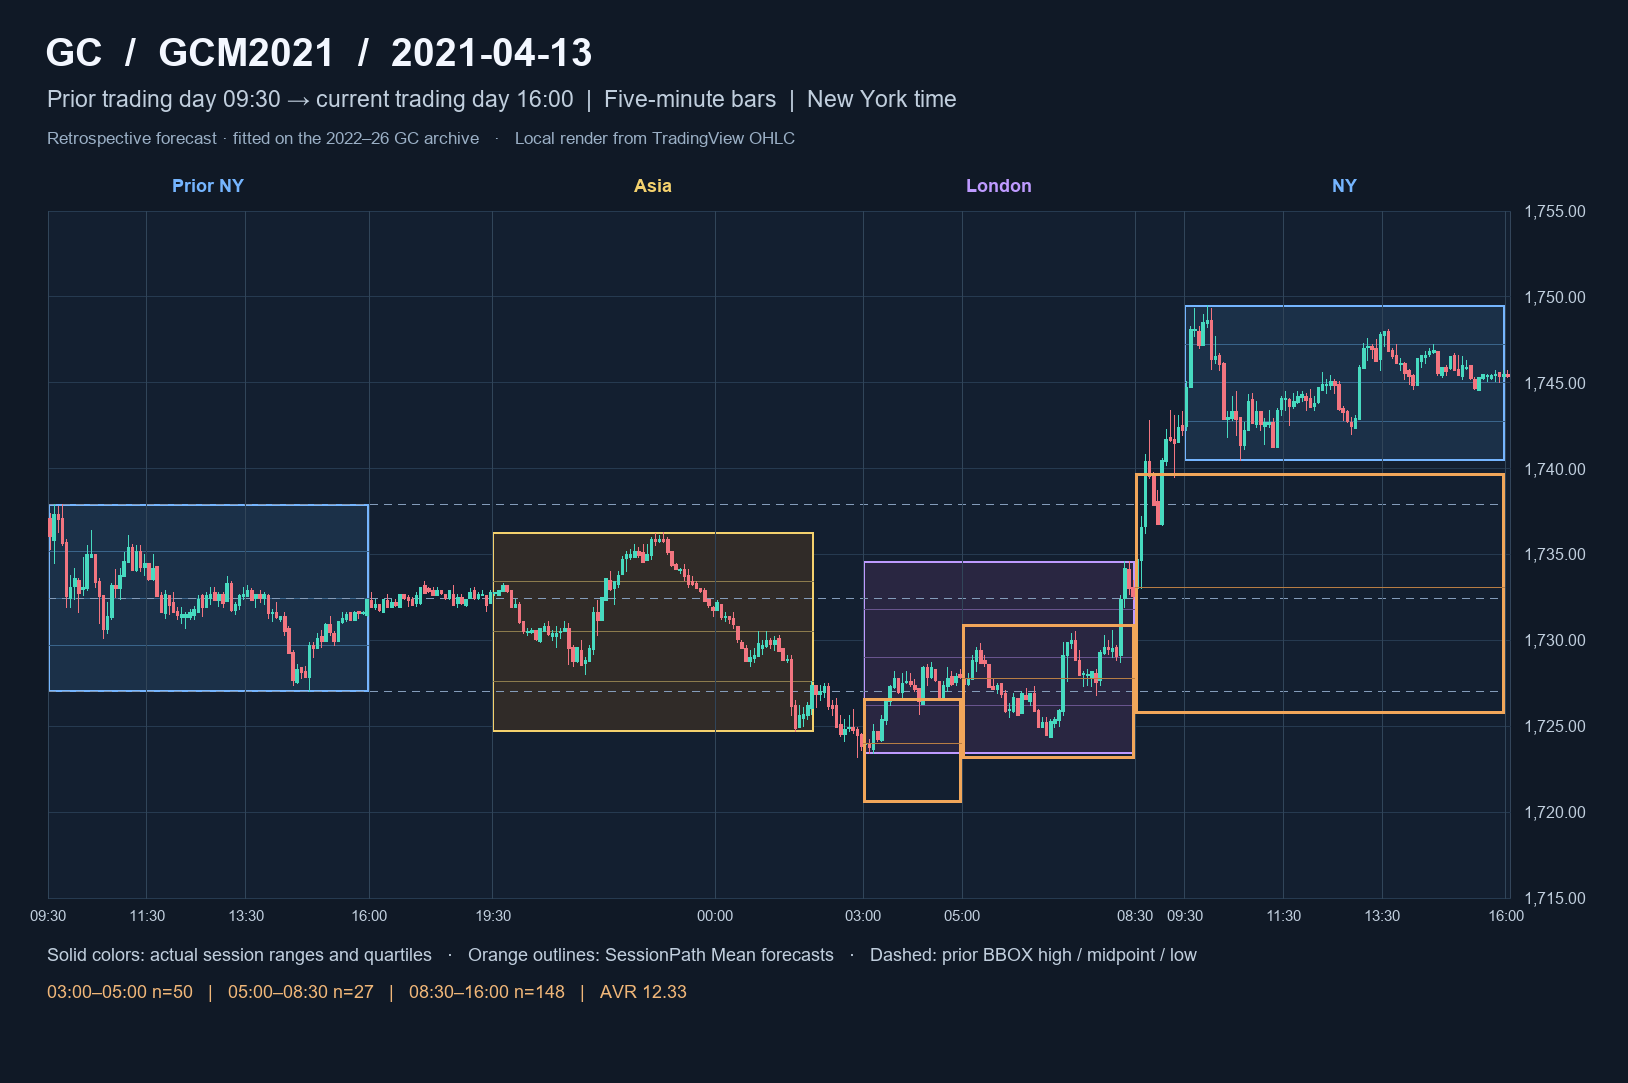 GC / GCM2021 / 2021-04-13
Prior trading day 09:30 → current trading day 16:00 | Five-minute bars | New York time
Retrospective forecast · fitted on the 2022–26 GC archive · Local render from TradingView OHLC
Prior NY Asia London NY
1,755.00
1,750.00
1,745.00
1,740.00
1,735.00
1,730.00
1,725.00
1,720.00
1,715.00
09:30 11:30 13:30 16:00 19:30 00:00 03:00 05:00 08:30 09:30 11:30 13:30 16:00
Solid colors: actual session ranges and quartiles · Orange outlines: SessionPath Mean forecasts · Dashed: prior BBOX high / midpoint / low
03:00–05:00 n=50 | 05:00–08:30 n=27 | 08:30–16:00 n=148 | AVR 12.33